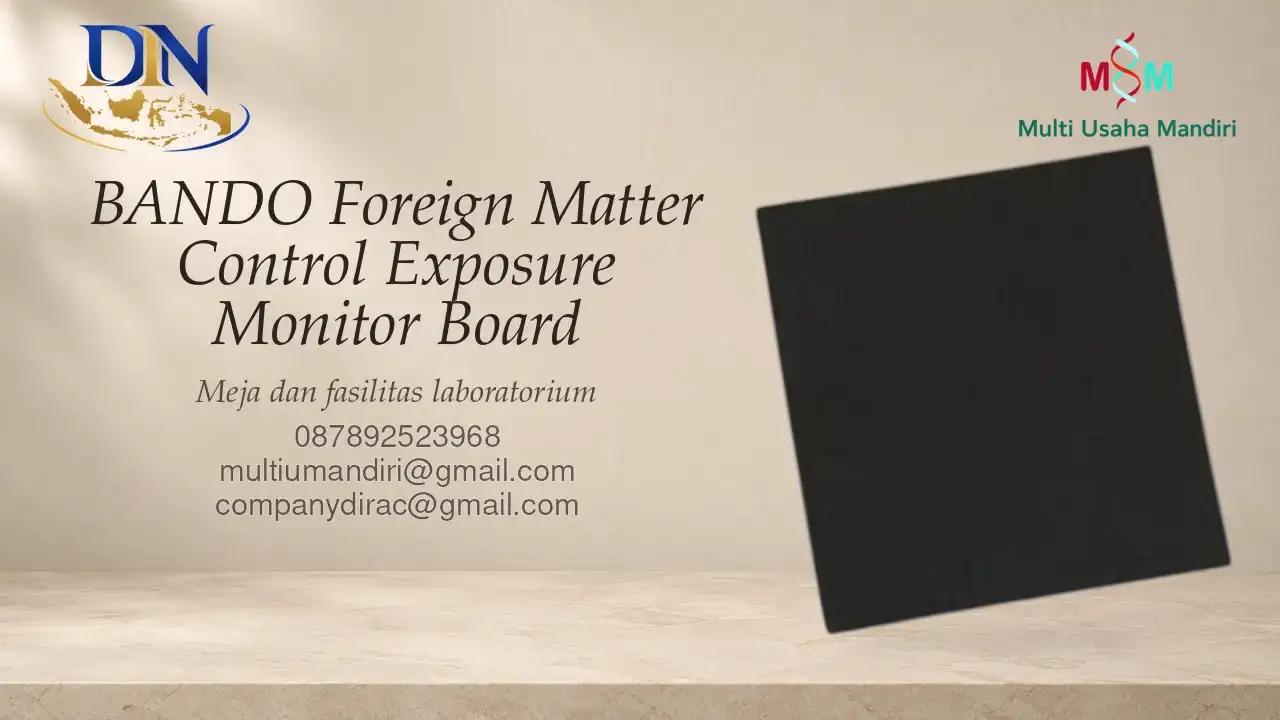 DN
MSM
Multi Usaha Mandiri
BANDO Foreign Matter
Control Exposure
Monitor Board
Meja dan fasilitas laboratorium
087892523968
multiumandiri@gmail.com
companydirac@gmail.com